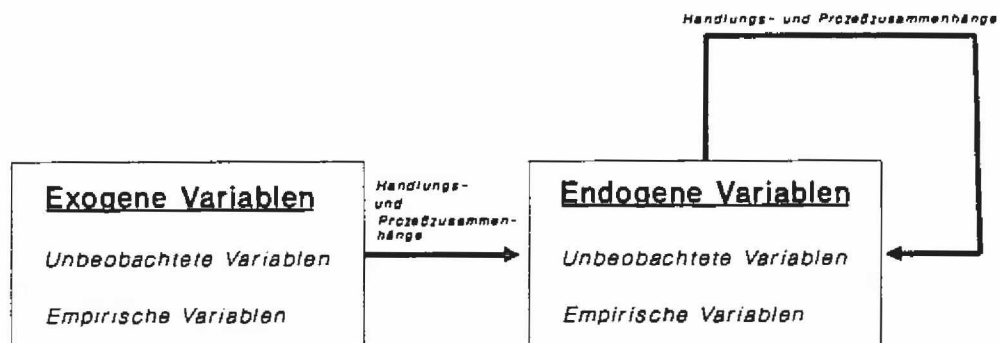 Handlungs- und Prozeßzusammenhänge
Exogene Variablen
Unbeobachtete Variablen
Empirische Variablen
Handlungs-
und
Prozeßzusammen-
hänge
Endogene Variablen
Unbeobachtete Variablen
Empirische Variablen